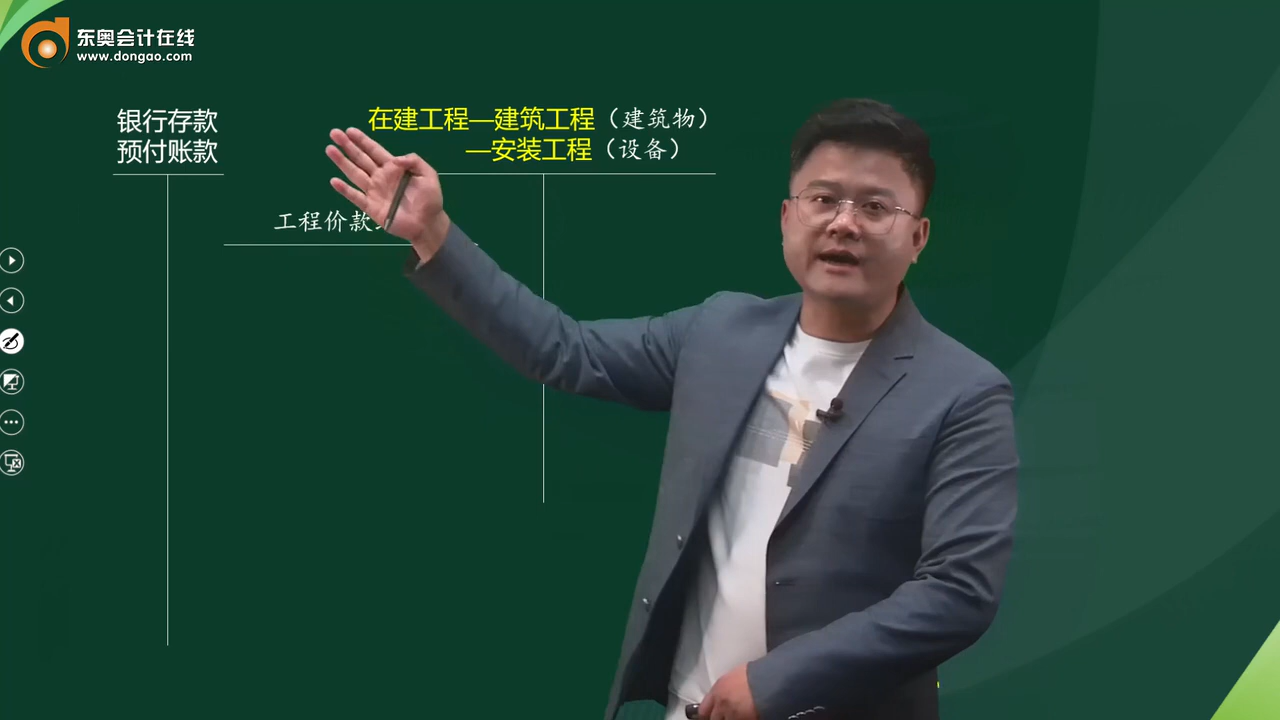 东奥会计在线
www.dongao.com
银行存款
预付账款
在建工程—建筑工程（建筑物）
—安装工程（设备）
工程价款